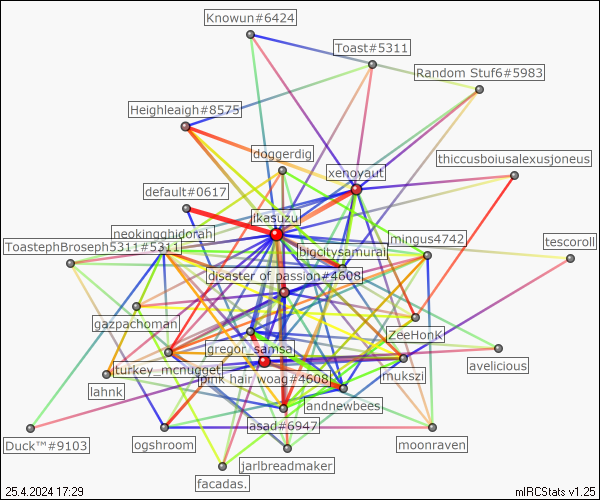 Knowun#6424
Toast#5311
Random Stuf6#5983
Heighleaigh#8575
doggerdig
thiccusboiusalexusjoneus
xenoyaut
default#0617
jikasuzu
neokingghidorah
mingus4742
tescoroll
ToastephBroseph5311#5311
bigcitysamurai
disaster of passion#4608
gazpachoman
ZeeHonk
gregor_samsa
avelicious
turkey_mcnugget
mukszi
lahnk
pink hair woag#4608
andnewbees
asad#6947
Duck™#9103
ogshroom
moonraven
jarlbreadmaker
facadas.
25.4.2024 17:29
mIRCStats v1.25